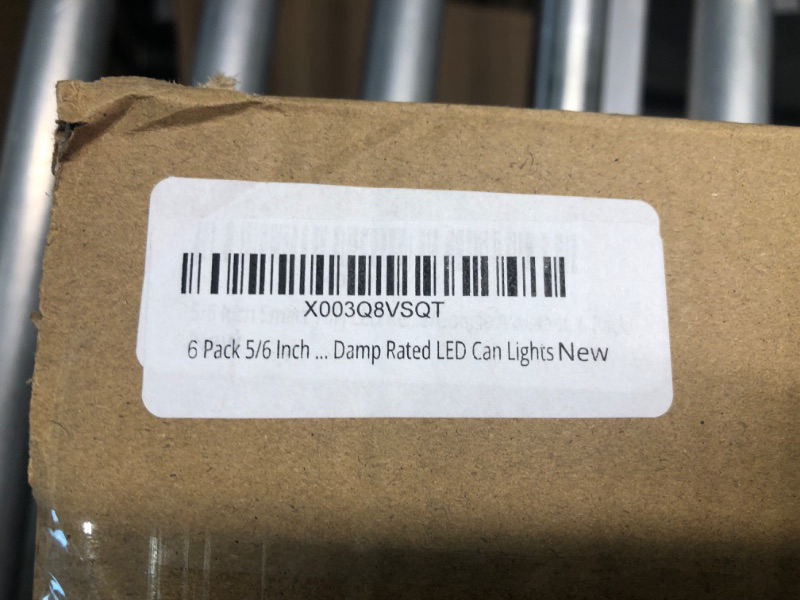 X003Q8VSQT
6 Pack 5/6 Inch ... Damp Rated LED Can Lights New